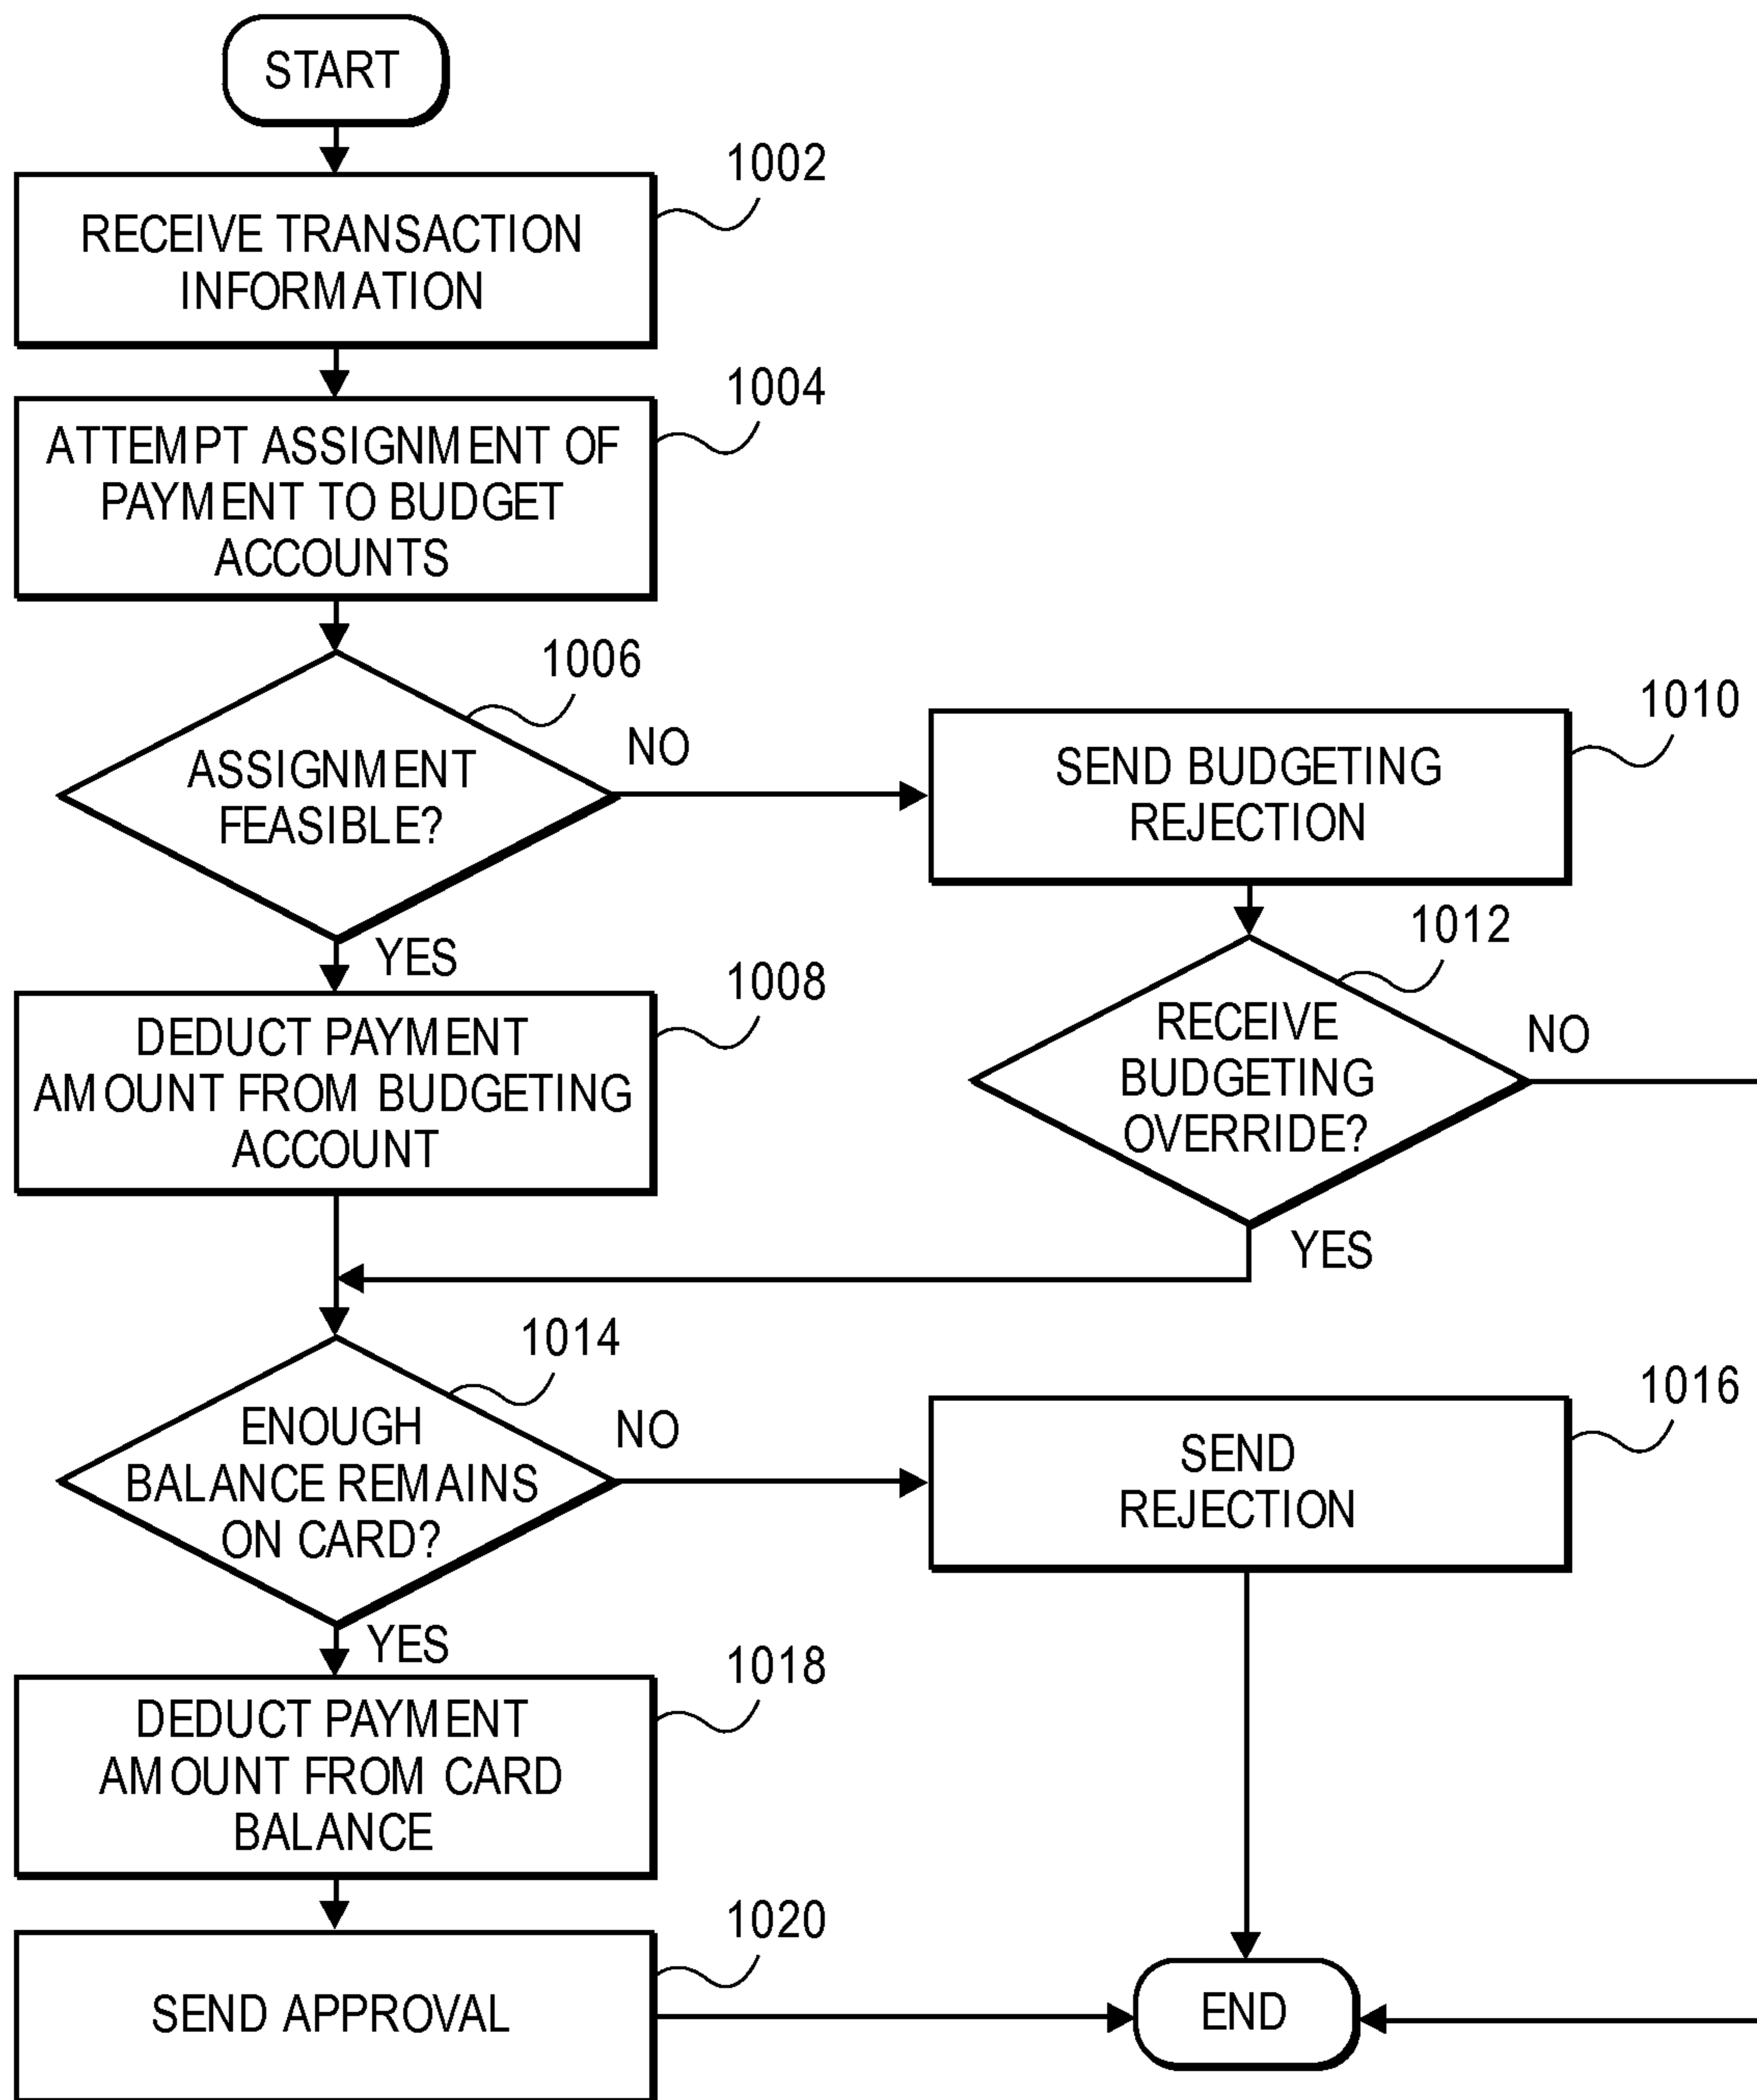 START
1002
RECEIVE TRANSACTION
INFORMATION
1004
ATTEMPT ASSIGNMENT OF
PAYMENT TO BUDGET
ACCOUNTS
1006
ASSIGNMENT
FEASIBLE?
NO
YES
1010
SEND BUDGETING
REJECTION
1012
RECEIVE
BUDGETING
OVERRIDE?
NO
YES
1008
DEDUCT PAYMENT
AMOUNT FROM BUDGETING
ACCOUNT
1014
ENOUGH
BALANCE REMAINS
ON CARD?
NO
YES
1016
SEND
REJECTION
1018
DEDUCT PAYMENT
AMOUNT FROM CARD
BALANCE
1020
SEND APPROVAL
END